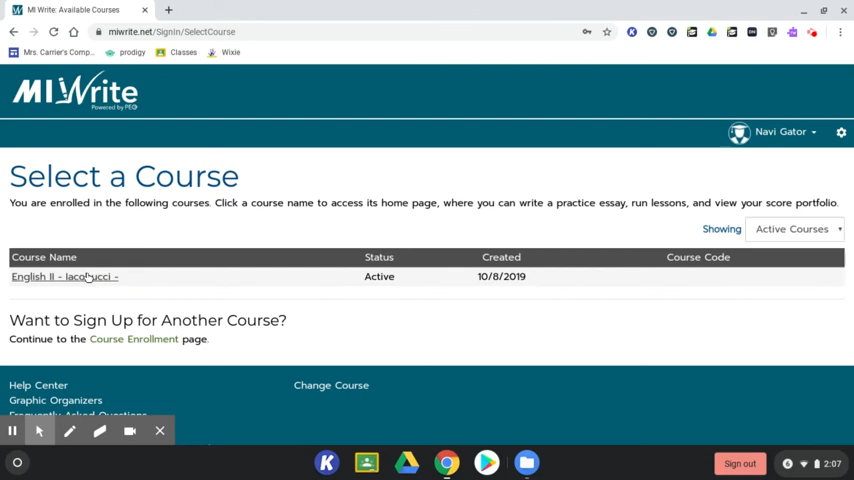 MI Write: Available Courses
miwrite.net/SignIn/SelectCourse
Mrs. Carrier's Comp... prodigy Classes Wixie
MI Write
Powered by PEG
Navi Gator
Select a Course
You are enrolled in the following courses. Click a course name to access its home page, where you can write a practice essay, run lessons, and view your score portfolio.
Showing Active Courses
Course Name Status Created Course Code
English II - Active 10/8/2019
Want to Sign Up for Another Course?
Continue to the Course Enrollment page.
Help Center Change Course
Graphic Organizers
Frequently Asked Questions
Sign out 6 2:07